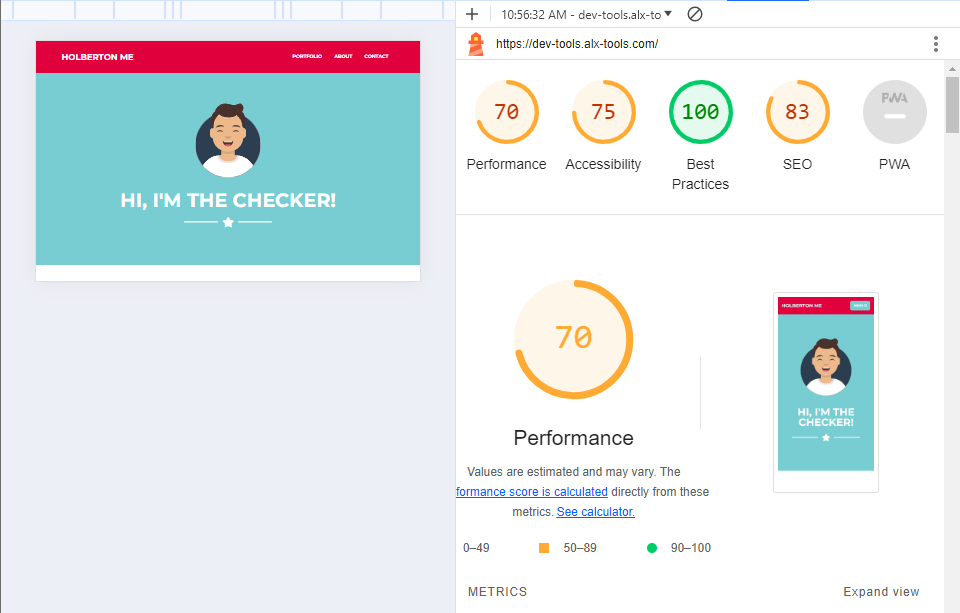 HOLBERTON ME
PORTFOLIO ABOUT CONTACT
HI, I'M THE CHECKER!
10:56:32 AM - dev-tools.alx-to
https://dev-tools.alx-tools.com/
70 75 100 83 PWA
Performance Accessibility Best Practices SEO PWA
70
Performance
Values are estimated and may vary. The
formance score is calculated directly from these
metrics. See calculator.
0–49 50–89 90–100
HOLBERTON ME
HI, I'M THE
CHECKER!
METRICS Expand view